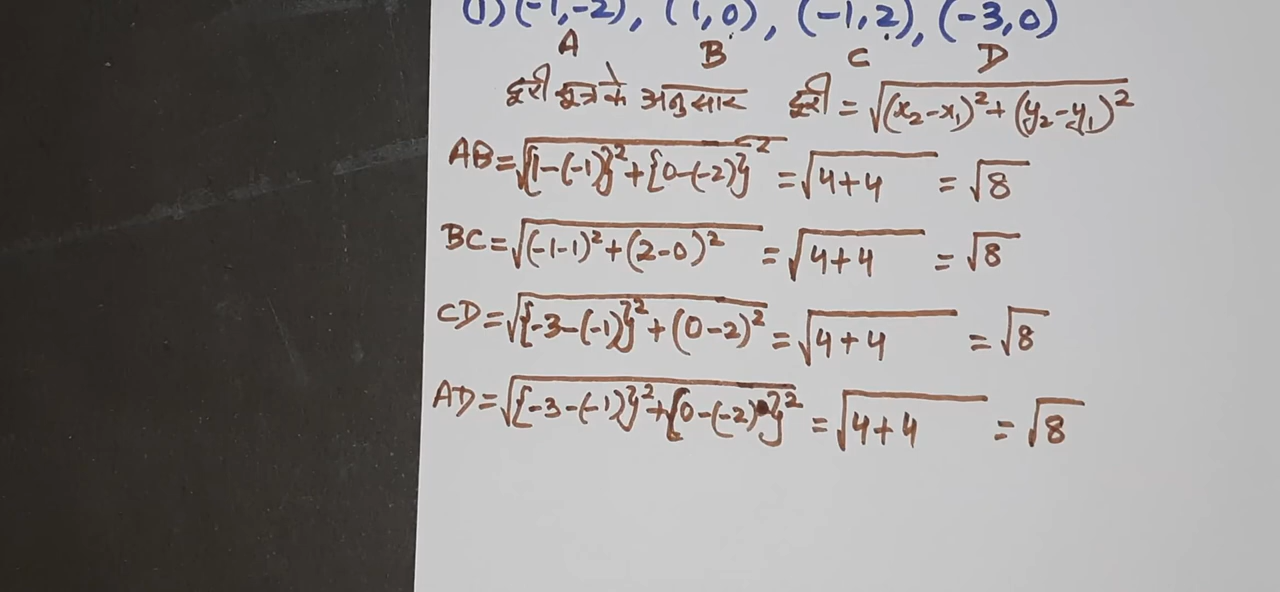 (1) (-1,-2), (1,0), (-1,2), (-3,0)
A B C D
दूरी सूत्र के अनुसार दूरी = √(x₂-x₁)²+(y₂-y₁)²
AB=√{1-(-1)}²+{0-(-2)}² = √4+4 = √8
BC=√(-1-1)²+(2-0)² = √4+4 = √8
CD=√{-3-(-1)}²+(0-2)² = √4+4 = √8
AD=√{-3-(-1)}²+{0-(-2)}² = √4+4 = √8